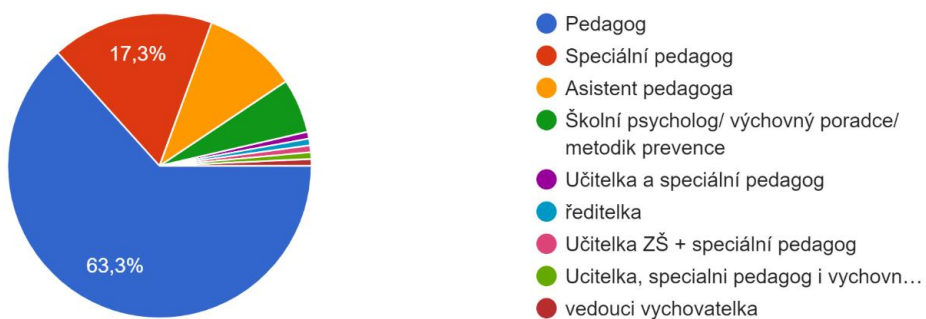 17,3%
63,3%
Pedagog
Speciální pedagog
Asistent pedagoga
Školní psycholog/ výchovný poradce/
metodik prevence
Učitelka a speciální pedagog
ředitelka
Učitelka ZŠ + speciální pedagog
Ucitelka, specialni pedagog i vychovn…
vedouci vychovatelka